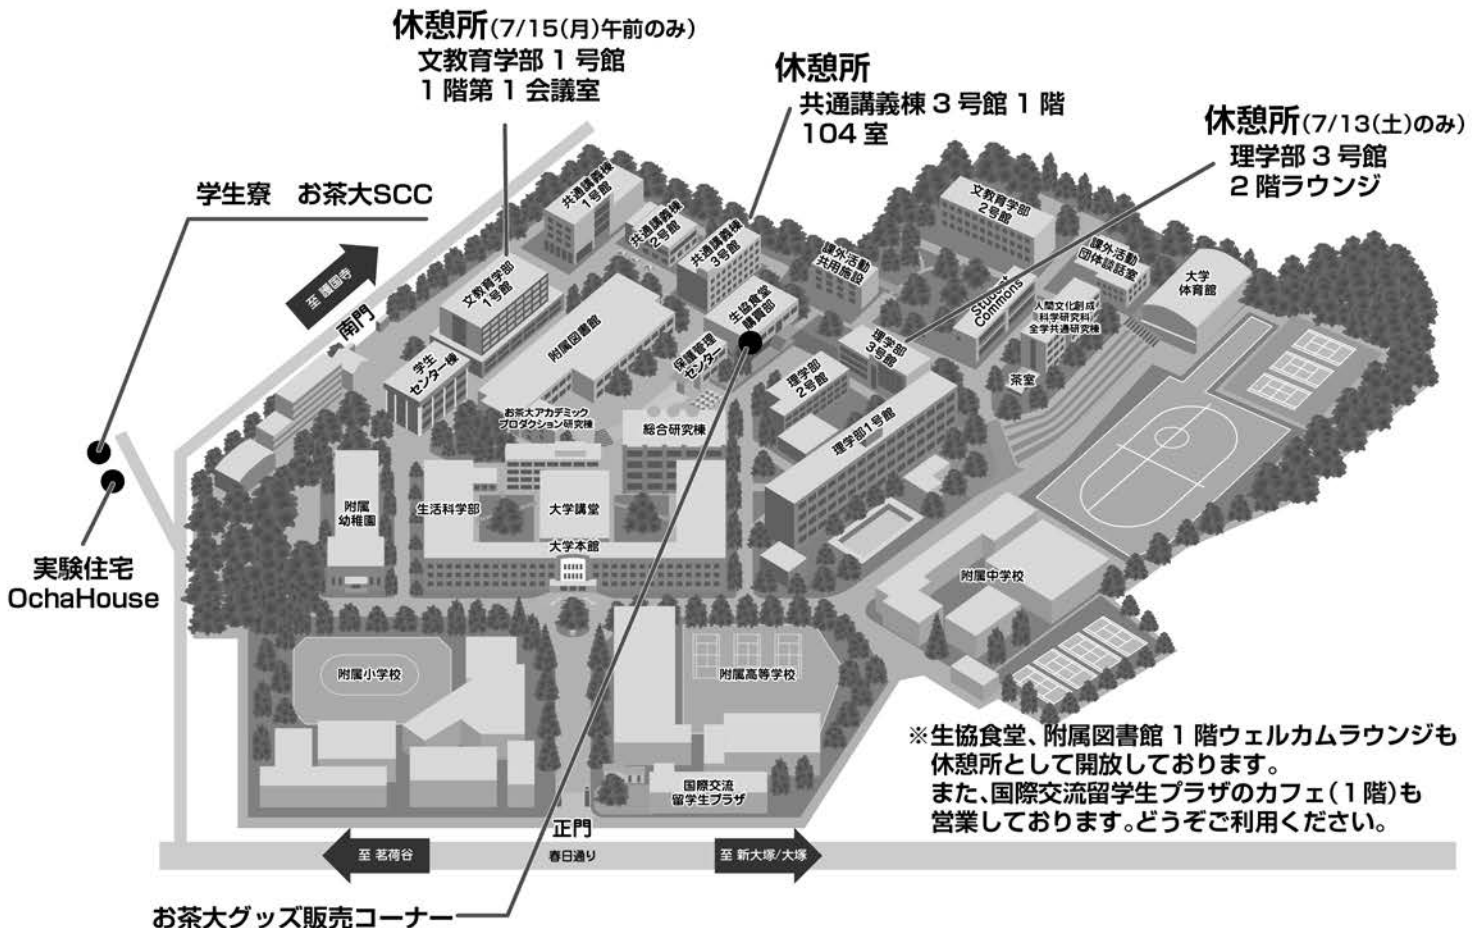 休憩所(7/15(月)午前のみ)
文教育学部 1 号館
1 階第 1 会議室
休憩所
共通講義棟 3 号館 1 階
104 室
休憩所(7/13(土)のみ)
理学部 3 号館
2 階ラウンジ
学生寮　お茶大SCC
至 護国寺
南門
共通講義棟
1号館
共通講義棟
2号館
共通講義棟
3号館
文教育学部
1号館
附属図書館
学生
センター棟
生協食堂
購買部
保護管理
センター
課外活動
共用施設
文教育学部
2号館
課外活動
団体談話室
大学
体育館
Student
Commons
人間文化創成
科学研究科
全学共通研究棟
茶室
理学部
3号館
理学部
2号館
理学部1号館
お茶大アカデミック
プロダクション研究棟
総合研究棟
附属
幼稚園
生活科学部
大学講堂
大学本館
実験住宅
OchaHouse
附属中学校
附属小学校
附属高等学校
国際交流
留学生プラザ
※生協食堂、附属図書館 1 階ウェルカムラウンジも
休憩所として開放しております。
また、国際交流留学生プラザのカフェ(1 階)も
営業しております。どうぞご利用ください。
正門
至 茗荷谷
春日通り
至 新大塚/大塚
お茶大グッズ販売コーナー